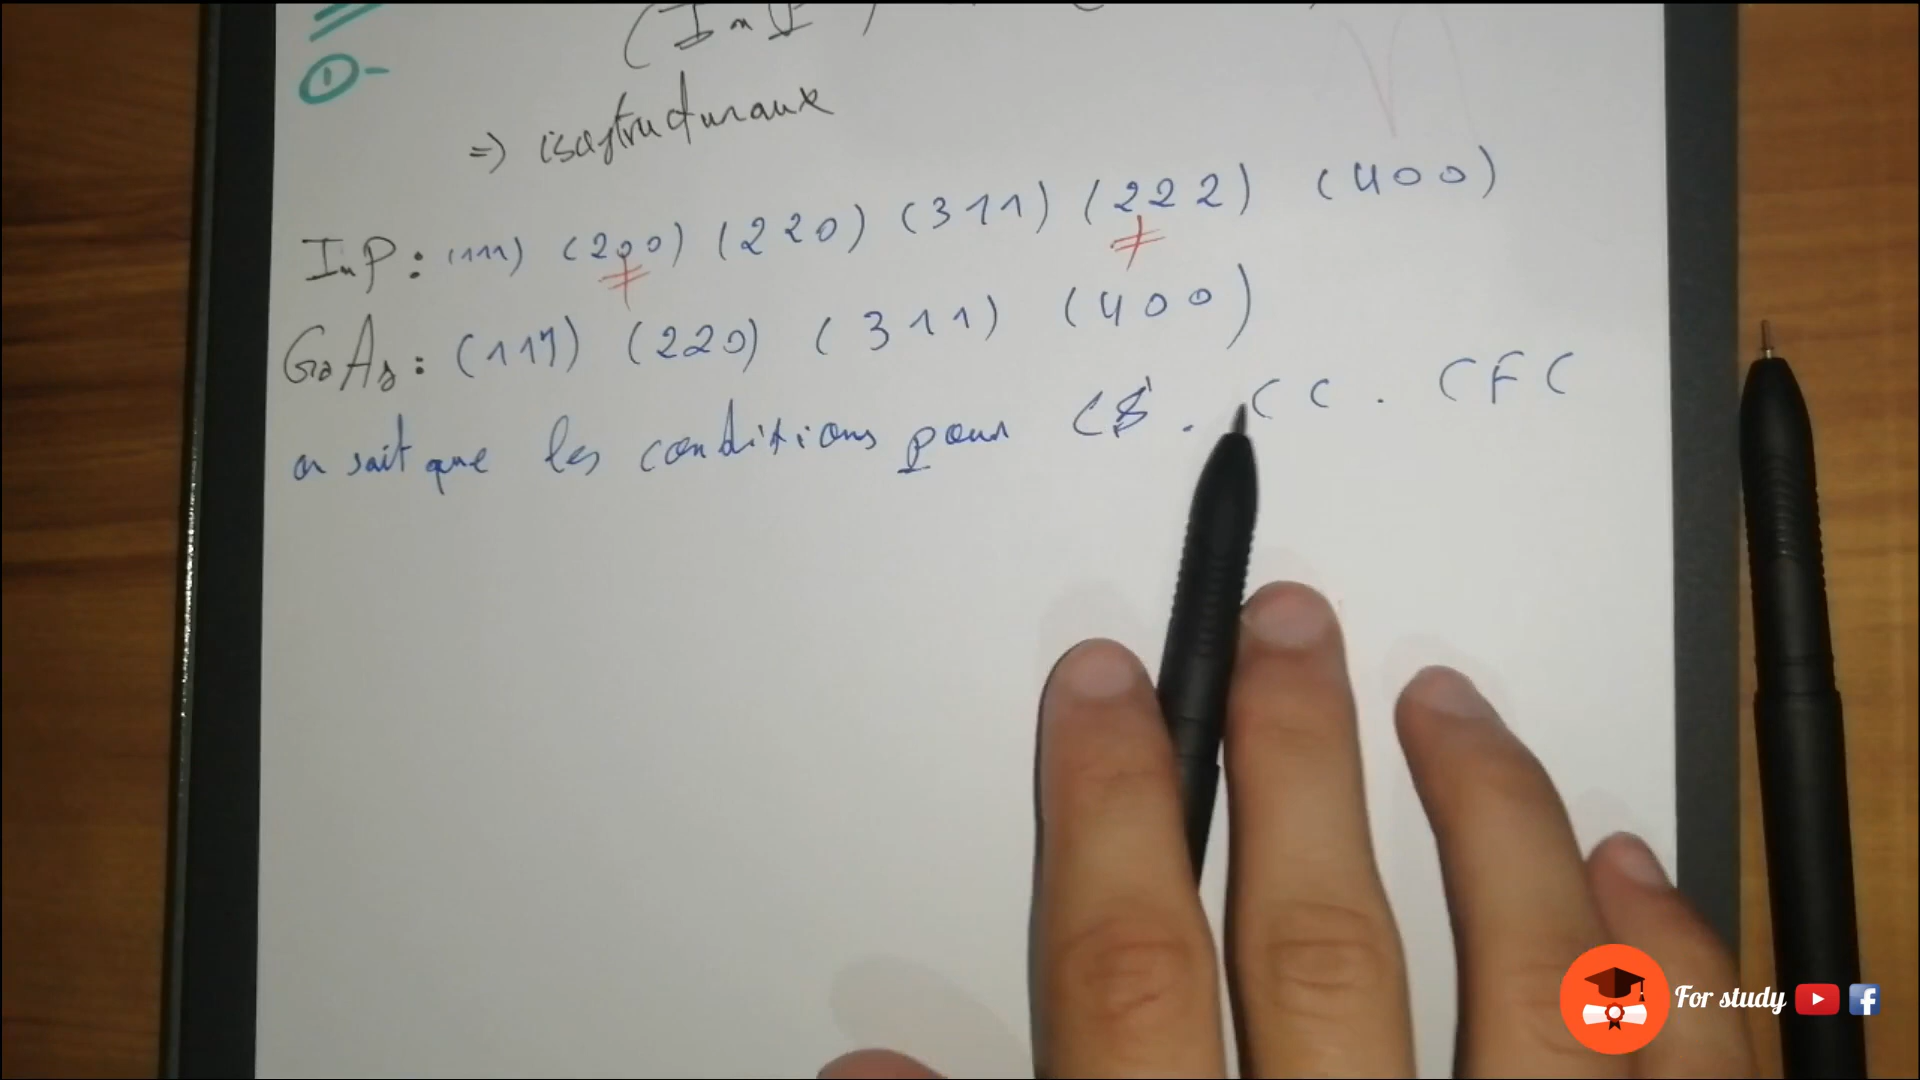 (InP)
①-
=> isostructuraux
InP : (111) (200) (220) (311) (222) (400)
≠ ≠
GaAs : (111) (220) (311) (400)
on sait que les conditions pour CS . CC . CFC
For study